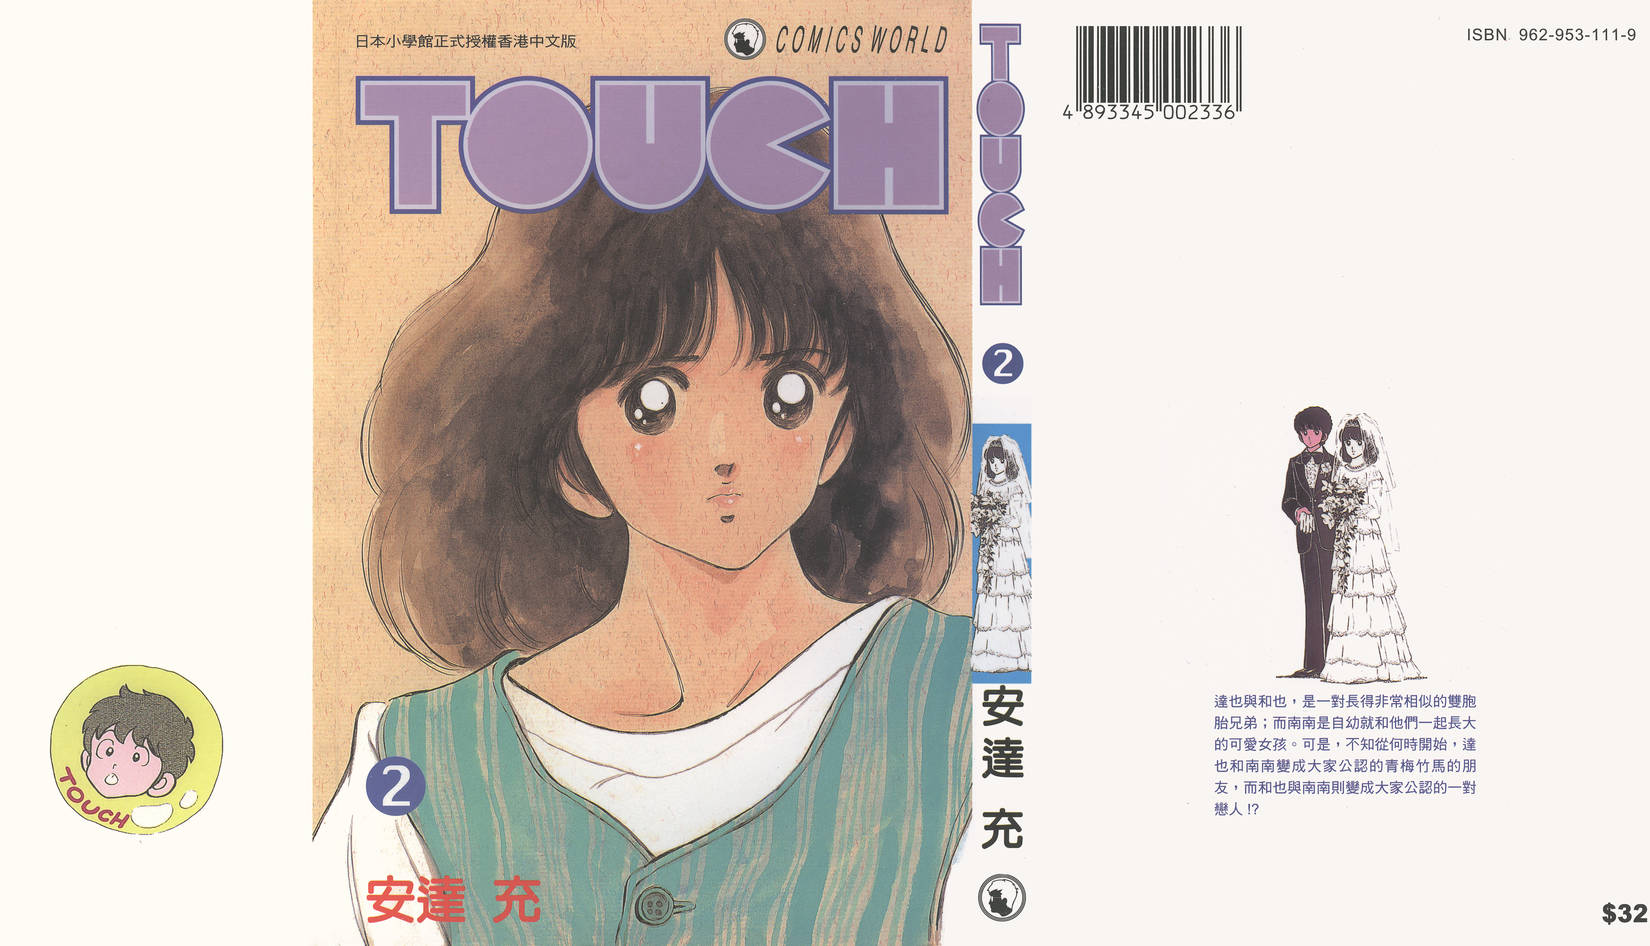 日本小學館正式授權香港中文版
COMICS WORLD
TOUCH
2
安達 充
TOUCH
TOUCH
2
安達 充
4 893345 002336
ISBN 962-953-111-9
達也與和也，是一對長得非常相似的雙胞
胎兄弟；而南南是自幼就和他們一起長大
的可愛女孩。可是，不知從何時開始，達
也和南南變成大家公認的青梅竹馬的朋
友，而和也與南南則變成大家公認的一對
戀人!?
$32